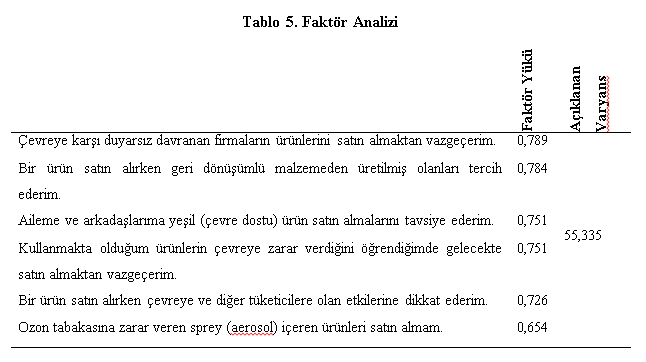 Tablo 5. Faktör Analizi
Faktör Yükü
Açıklanan
Varyans
Çevreye karşı duyarsız davranan firmaların ürünlerini satın almaktan vazgeçerim. 0,789
Bir ürün satın alırken geri dönüşümlü malzemeden üretilmiş olanları tercih 0,784
ederim.
Aileme ve arkadaşlarıma yeşil (çevre dostu) ürün satın almalarını tavsiye ederim. 0,751
55,335
Kullanmakta olduğum ürünlerin çevreye zarar verdiğini öğrendiğimde gelecekte 0,751
satın almaktan vazgeçerim.
Bir ürün satın alırken çevreye ve diğer tüketicilere olan etkilerine dikkat ederim. 0,726
Ozon tabakasına zarar veren sprey (aerosol) içeren ürünleri satın almam. 0,654